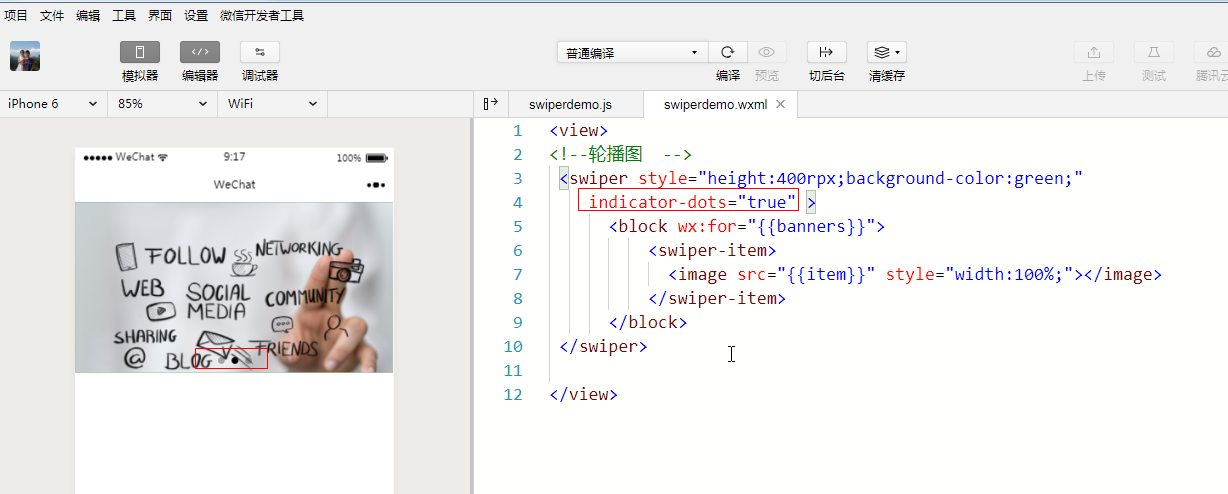 项目 文件 编辑 工具 界面 设置 微信开发者工具
模拟器 编辑器 调试器 普通编译 编译 预览 切后台 清缓存 上传 测试 腾讯云
iPhone 6 85% WiFi swiperdemo.js swiperdemo.wxml
WeChat 9:17 100%
WeChat
FOLLOW NETWORKING
WEB SOCIAL MEDIA COMMUNITY
SHARING
@ BLOG FRIENDS
1 <view>
2 <!--轮播图  -->
3 <swiper style="height:400rpx;background-color:green;"
4 indicator-dots="true" >
5 <block wx:for="{{banners}}">
6 <swiper-item>
7 <image src="{{item}}" style="width:100%;"></image>
8 </swiper-item>
9 </block>
10 </swiper>
11
12 </view>